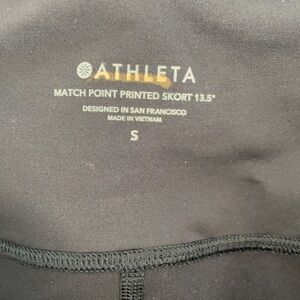 ATHLETA
MATCH POINT PRINTED SKORT 13.5"
DESIGNED IN SAN FRANCISCO
MADE IN VIETNAM
S